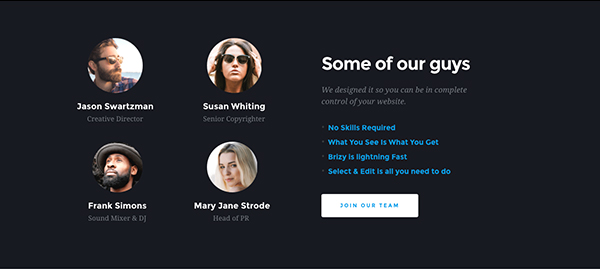 Jason Swartzman
Creative Director
Susan Whiting
Senior Copyrighter
Frank Simons
Sound Mixer & DJ
Mary Jane Strode
Head of PR
Some of our guys
We designed it so you can be in complete
control of your website.
No Skills Required
What You See Is What You Get
Brizy is lightning Fast
Select & Edit is all you need to do
JOIN OUR TEAM